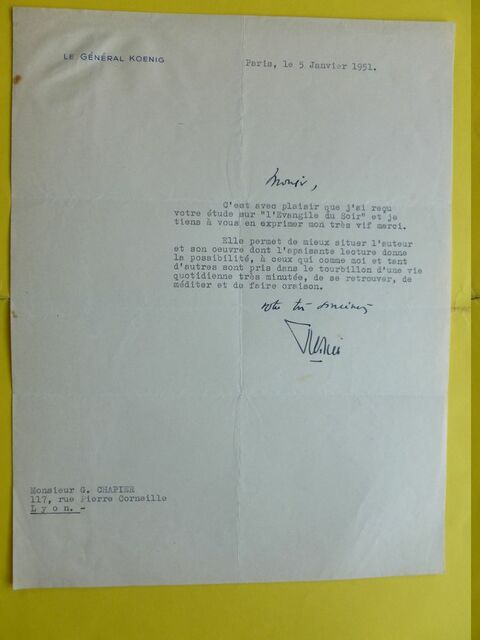 LE GÉNÉRAL KOENIG
Paris, le 5 Janvier 1951.
Monsieur,
C'est avec plaisir que j'ai reçu
votre étude sur "l'Evangile du Soir" et je
tiens à vous en exprimer mon très vif merci.
Elle permet de mieux situer l'auteur
et son oeuvre dont l'apaisante lecture donne
la possibilité, à ceux qui comme moi et tant
d'autres sont pris dans le tourbillon d'une vie
quotidienne très minutée, de se retrouver, de
méditer et du faire oraison.
votre très
Monsieur G. CHAPIER
117, rue Pierre Corneille
Lyon. -